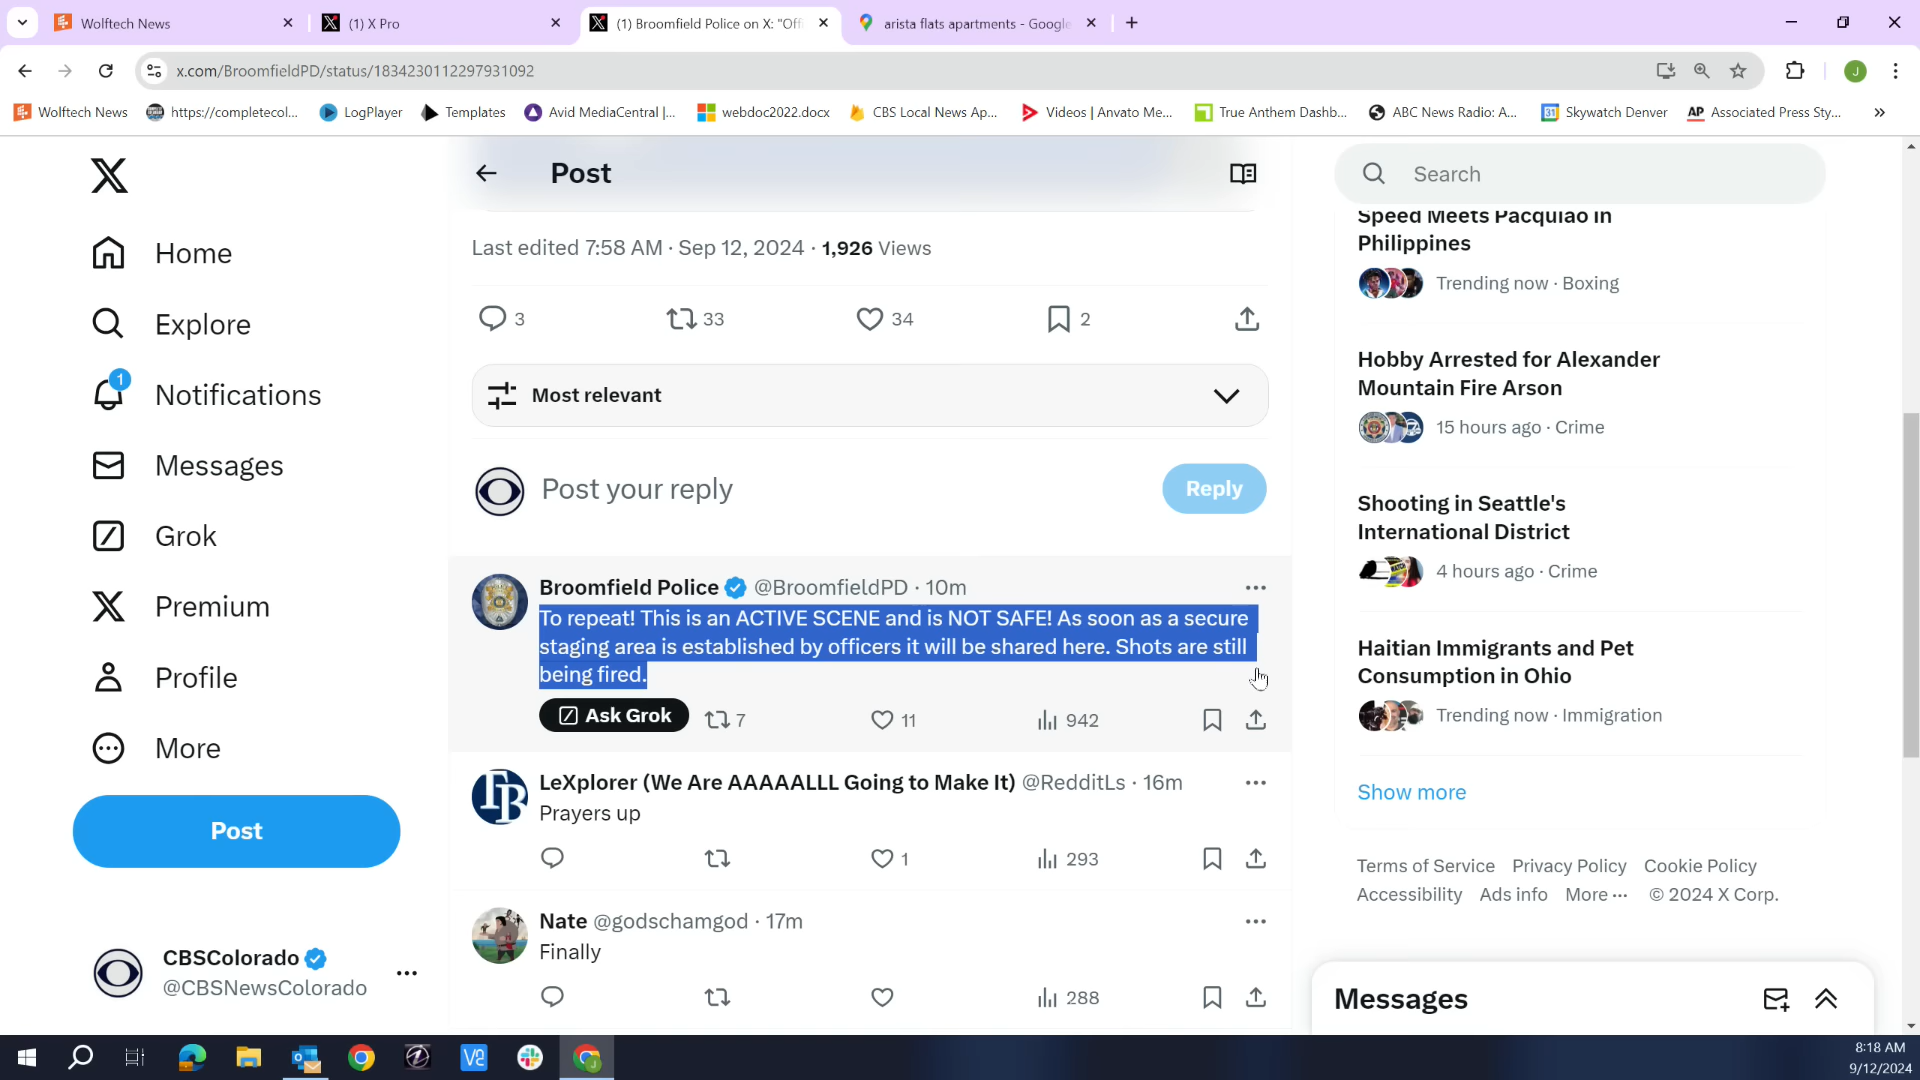 Wolftech News
(1) X Pro
(1) Broomfield Police on X: "Off
arista flats apartments - Google
x.com/BroomfieldPD/status/1834230112297931092
J
Wolftech News
https://completecol...
LogPlayer
Templates
Avid MediaCentral |...
webdoc2022.docx
CBS Local News Ap...
Videos | Anvato Me...
True Anthem Dashb...
ABC News Radio: A...
31 Skywatch Denver
AP Associated Press Sty...
Home
Explore
1
Notifications
Messages
Grok
Premium
Profile
More
Post
CBSColorado
@CBSNewsColorado
Post
Last edited 7:58 AM · Sep 12, 2024 · 1,926 Views
3
33
34
2
Most relevant
Post your reply
Reply
Broomfield Police @BroomfieldPD · 10m
To repeat! This is an ACTIVE SCENE and is NOT SAFE! As soon as a secure
staging area is established by officers it will be shared here. Shots are still
being fired.
Ask Grok
7
11
942
LeXplorer (We Are AAAAALLL Going to Make It) @RedditLs · 16m
Prayers up
1
293
Nate @godschamgod · 17m
Finally
288
Search
Speed Meets Pacquiao in
Philippines
Trending now · Boxing
Hobby Arrested for Alexander
Mountain Fire Arson
15 hours ago · Crime
Shooting in Seattle's
International District
4 hours ago · Crime
Haitian Immigrants and Pet
Consumption in Ohio
Trending now · Immigration
Show more
Terms of Service Privacy Policy Cookie Policy
Accessibility Ads info More ··· © 2024 X Corp.
Messages
8:18 AM
9/12/2024